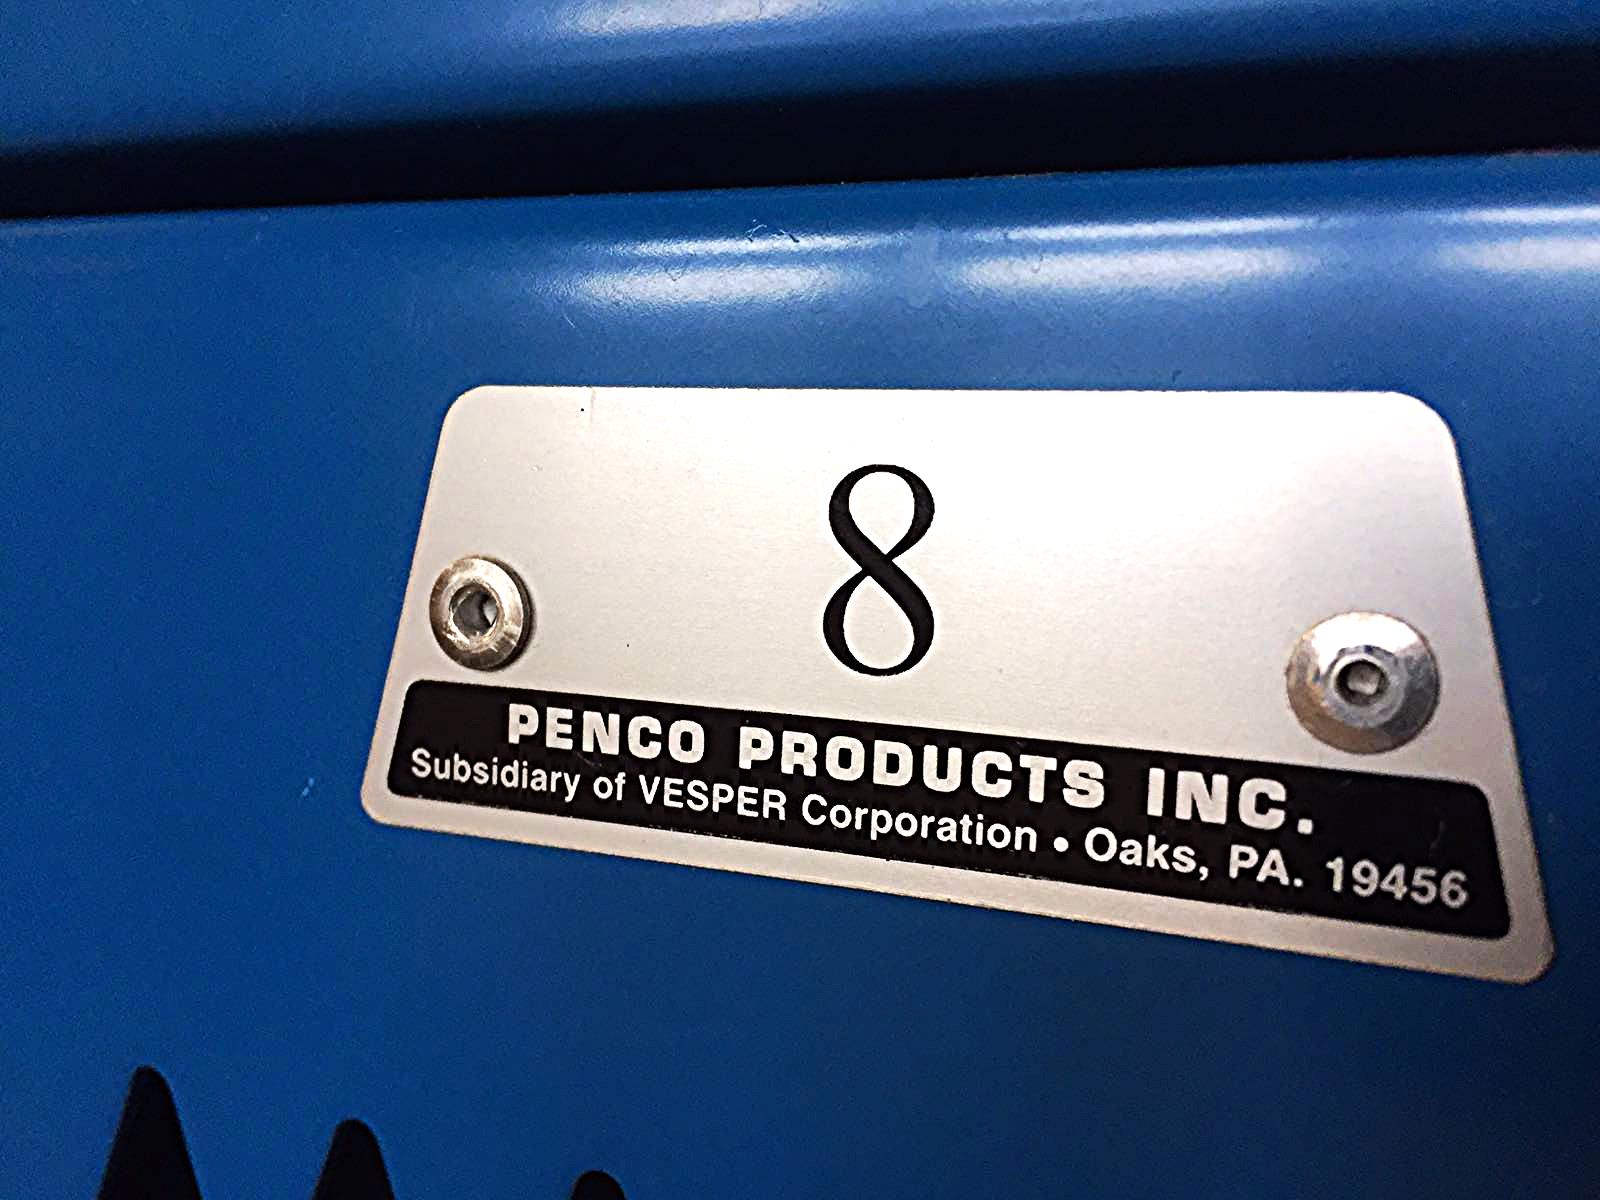 8
PENCO PRODUCTS INC.
Subsidiary of VESPER Corporation • Oaks, PA. 19456